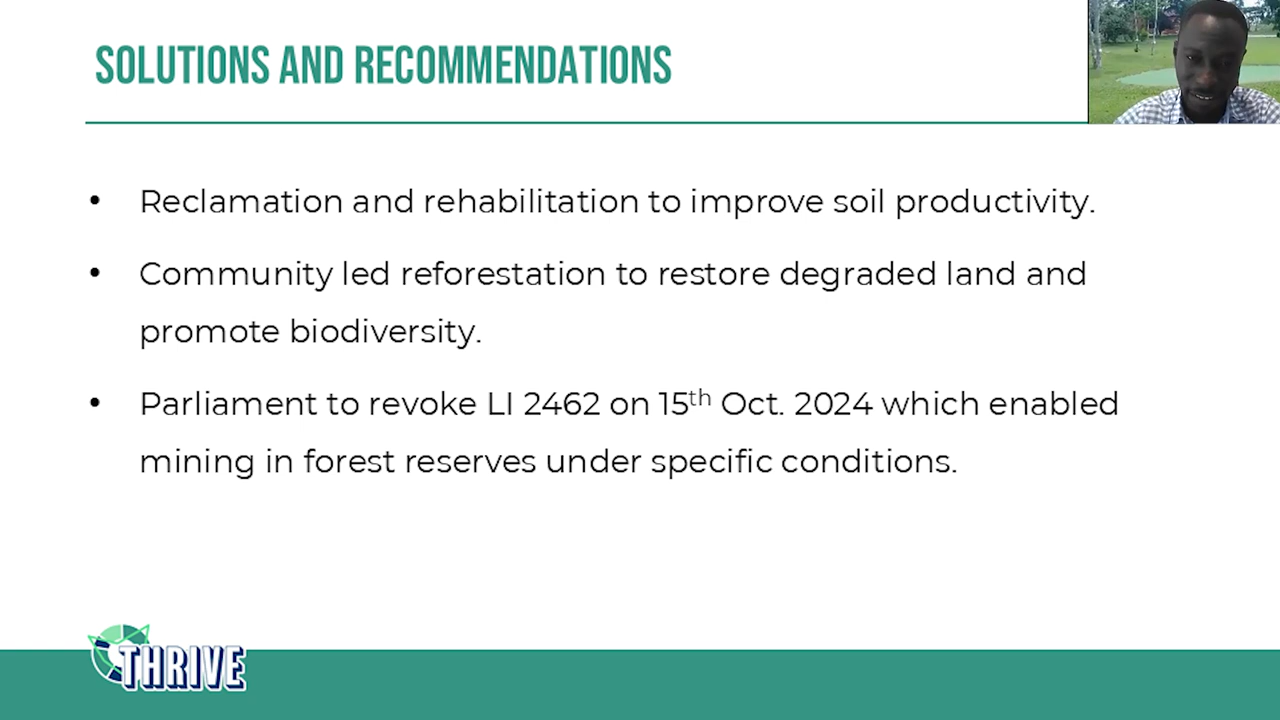 SOLUTIONS AND RECOMMENDATIONS
• Reclamation and rehabilitation to improve soil productivity.
• Community led reforestation to restore degraded land and
promote biodiversity.
• Parliament to revoke LI 2462 on 15th Oct. 2024 which enabled
mining in forest reserves under specific conditions.
THRIVE